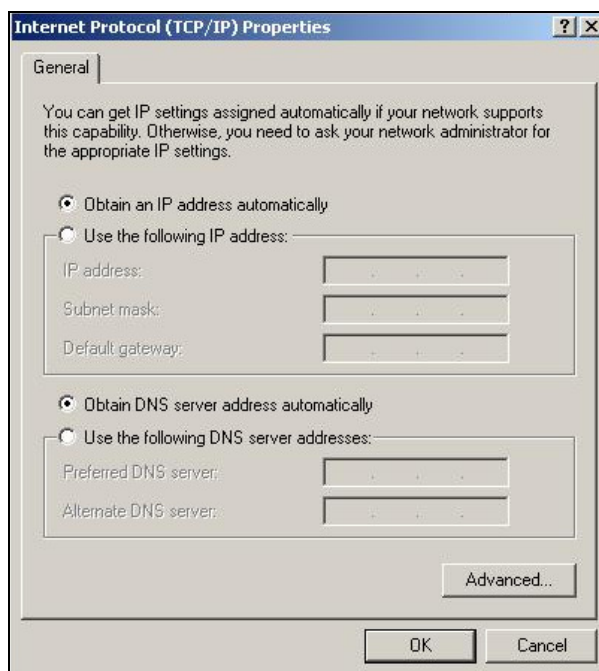 Internet Protocol (TCP/IP) Properties
General
You can get IP settings assigned automatically if your network supports
this capability. Otherwise, you need to ask your network administrator for
the appropriate IP settings.
Obtain an IP address automatically
Use the following IP address:
IP address:
Subnet mask:
Default gateway:
Obtain DNS server address automatically
Use the following DNS server addresses:
Preferred DNS server:
Alternate DNS server:
Advanced...
OK Cancel